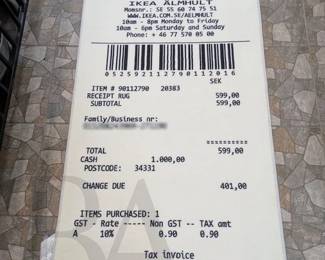 IKEA ÄLMHULT
Momsnr.: SE 55 60 74 75 51
WWW.IKEA.COM.SE/AELMHULT
10am - 8pm Monday to Friday
10am - 6pm Saturday and Sunday
Phone: + 46 77 570 05 00
0525921127901120 16
SEK
ITEM # 90112790 20383
RECEIPT RUG 599,00
SUBTOTAL 599,00
Family/Business nr:
==========
TOTAL 599,00
CASH 1.000,00
POSTCODE: 34331
CHANGE DUE 401,00
ITEMS PURCHASED: 1
GST - Rate ----- Non GST -- TAX amt
A 10% 0.90 0.90
Tax invoice